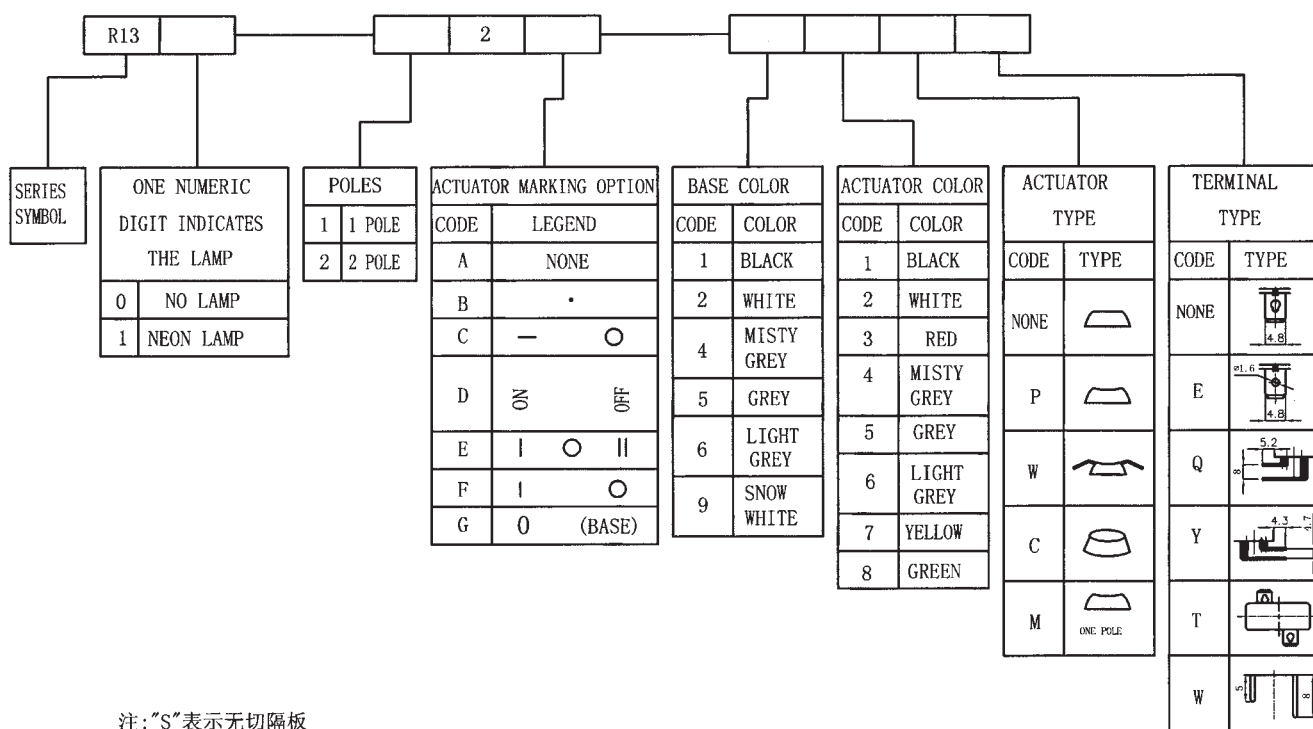 R13
2
SERIES
SYMBOL
ONE NUMERIC
DIGIT INDICATES
THE LAMP
0 NO LAMP
1 NEON LAMP
POLES
1 1 POLE
2 2 POLE
ACTUATOR MARKING OPTION
CODE LEGEND
A NONE
B •
C — O
D ON OFF
E | O ||
F | O
G 0 (BASE)
BASE COLOR
CODE COLOR
1 BLACK
2 WHITE
4 MISTY
GREY
5 GREY
6 LIGHT
GREY
9 SNOW
WHITE
ACTUATOR COLOR
CODE COLOR
1 BLACK
2 WHITE
3 RED
4 MISTY
GREY
5 GREY
6 LIGHT
GREY
7 YELLOW
8 GREEN
ACTUATOR
TYPE
CODE TYPE
NONE
P
W
C
M
ONE POLE
TERMINAL
TYPE
CODE TYPE
NONE
4.8
E
ø1.6
4.8
Q
5.2
8
Y
4.3
4.7
T
W
5
8
注:"S"表示无切隔板